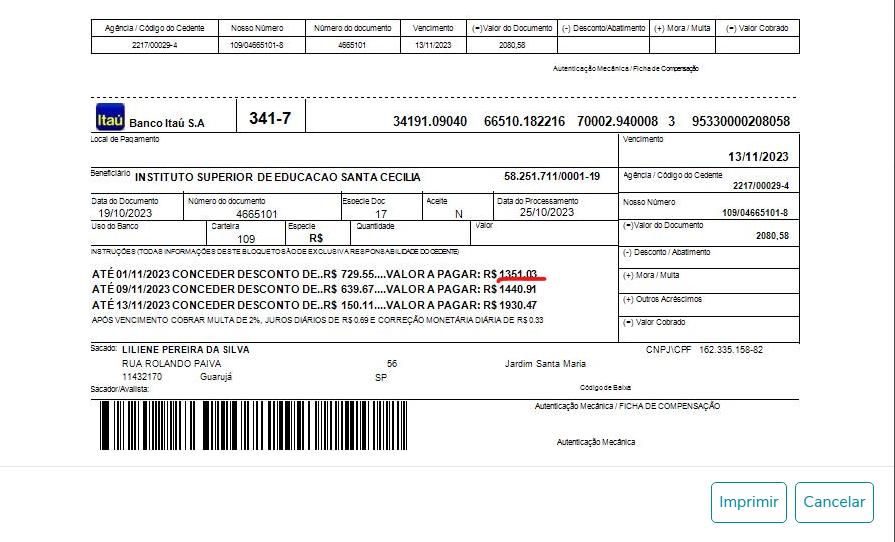 Agência / Código do Cedente Nosso Número Número do documento Vencimento (=)Valor do Documento (-) Desconto/Abatimento (+) Mora / Multa (=) Valor Cobrado
2217/00029-4 109/04665101-8 4665101 13/11/2023 2080,58
Autenticação Mecânica / Ficha de Compensação
Itaú Banco Itaú S.A 341-7 34191.09040 66510.182216 70002.940008 3 95330000208058
Local de Pagamento Vencimento
13/11/2023
Beneficiário INSTITUTO SUPERIOR DE EDUCACAO SANTA CECILIA 58.251.711/0001-19 Agência / Código do Cedente
2217/00029-4
Data do Documento Número do documento Especie Doc Aceite Data do Processamento Nosso Número
19/10/2023 4665101 17 N 25/10/2023 109/04665101-8
Uso do Banco Carteira Especie Quantidade Valor (=)Valor do Documento
109 R$ 2080,58
INSTRUÇÕES (TODAS INFORMAÇÕES DESTE BLOQUETO SÃO DE EXCLUSIVA RESPONSABILIDADE DO CEDENTE) (-) Desconto / Abatimento
ATÉ 01/11/2023 CONCEDER DESCONTO DE..R$ 729.55....VALOR A PAGAR: R$ 1351.03 (+) Mora / Multa
ATÉ 09/11/2023 CONCEDER DESCONTO DE..R$ 639.67....VALOR A PAGAR: R$ 1440.91
ATÉ 13/11/2023 CONCEDER DESCONTO DE..R$ 150.11....VALOR A PAGAR: R$ 1930.47 (+) Outros Acréscimos
APÓS VENCIMENTO COBRAR MULTA DE 2%, JUROS DIÁRIOS DE R$ 0.69 E CORREÇÃO MONETÁRIA DIÁRIA DE R$ 0.33 (=) Valor Cobrado
Sacado: LILIENE PEREIRA DA SILVA CNPJ\CPF 162.335.158-82
RUA ROLANDO PAIVA 56 Jardim Santa Maria
11432170 Guarujá SP
Sacador/Avalista: Código de Baixa
Autenticação Mecânica / FICHA DE COMPENSAÇÃO
Autenticação Mecânica
Imprimir Cancelar